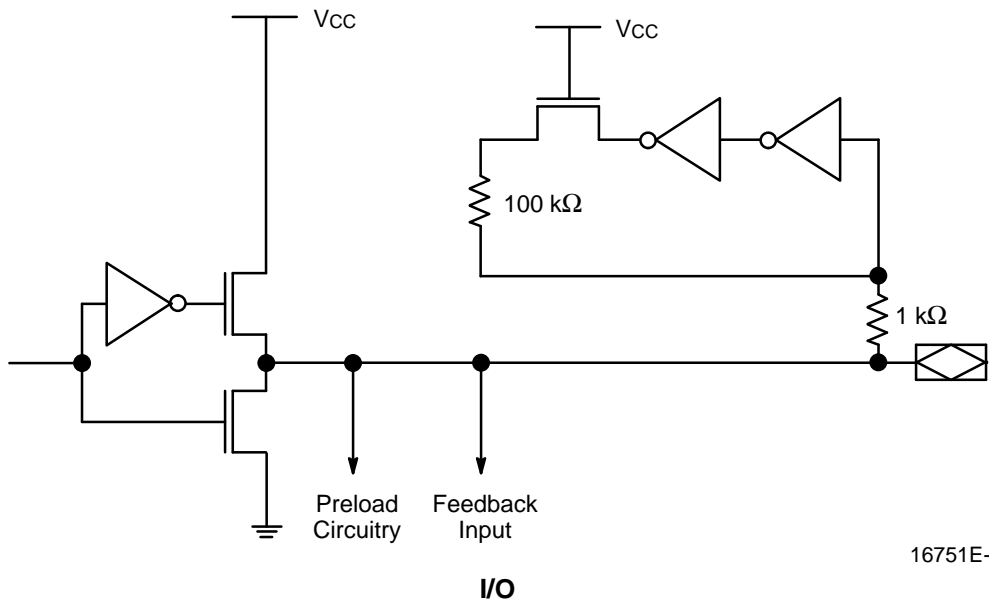 VCC
VCC
100 kΩ
1 kΩ
Preload
Circuitry
Feedback
Input
16751E-
I/O